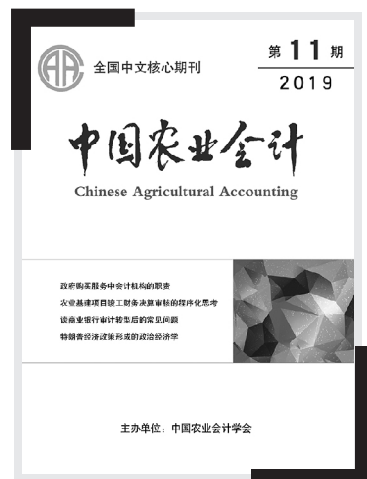 全国中文核心期刊
第11期
2019
中国农业会计
Chinese Agricultural Accounting
政府购买服务中会计机构的职责
农业基建项目竣工财务决算审核的程序化思考
谈商业银行审计转型后的常见问题
特朗普经济政策形成的政治经济学
主办单位：中国农业会计学会